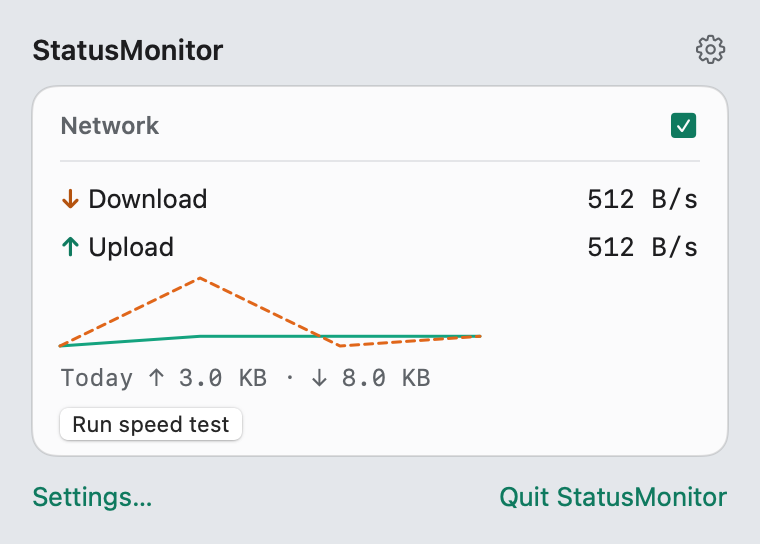 StatusMonitor
Network
↓ Download 512 B/s
↑ Upload 512 B/s
Today ↑ 3.0 KB · ↓ 8.0 KB
Run speed test
Settings... Quit StatusMonitor